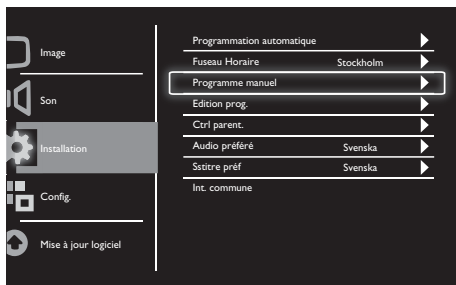 Image
Son
Installation
Config.
Mise à jour logiciel
Programmation automatique
Fuseau Horaire Stockholm
Programme manuel
Edition prog.
Ctrl parent.
Audio préféré Svenska
Sstitre préf Svenska
Int. commune